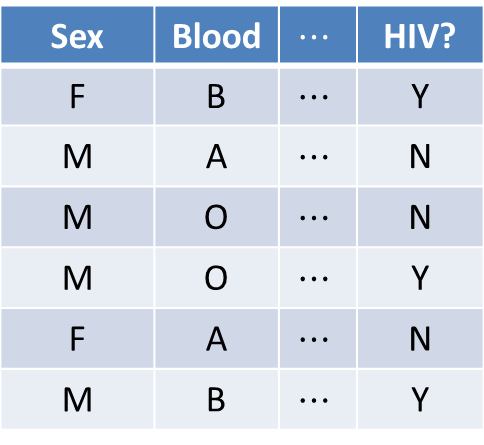 Sex Blood ⋯ HIV?
F B ⋯ Y
M A ⋯ N
M O ⋯ N
M O ⋯ Y
F A ⋯ N
M B ⋯ Y